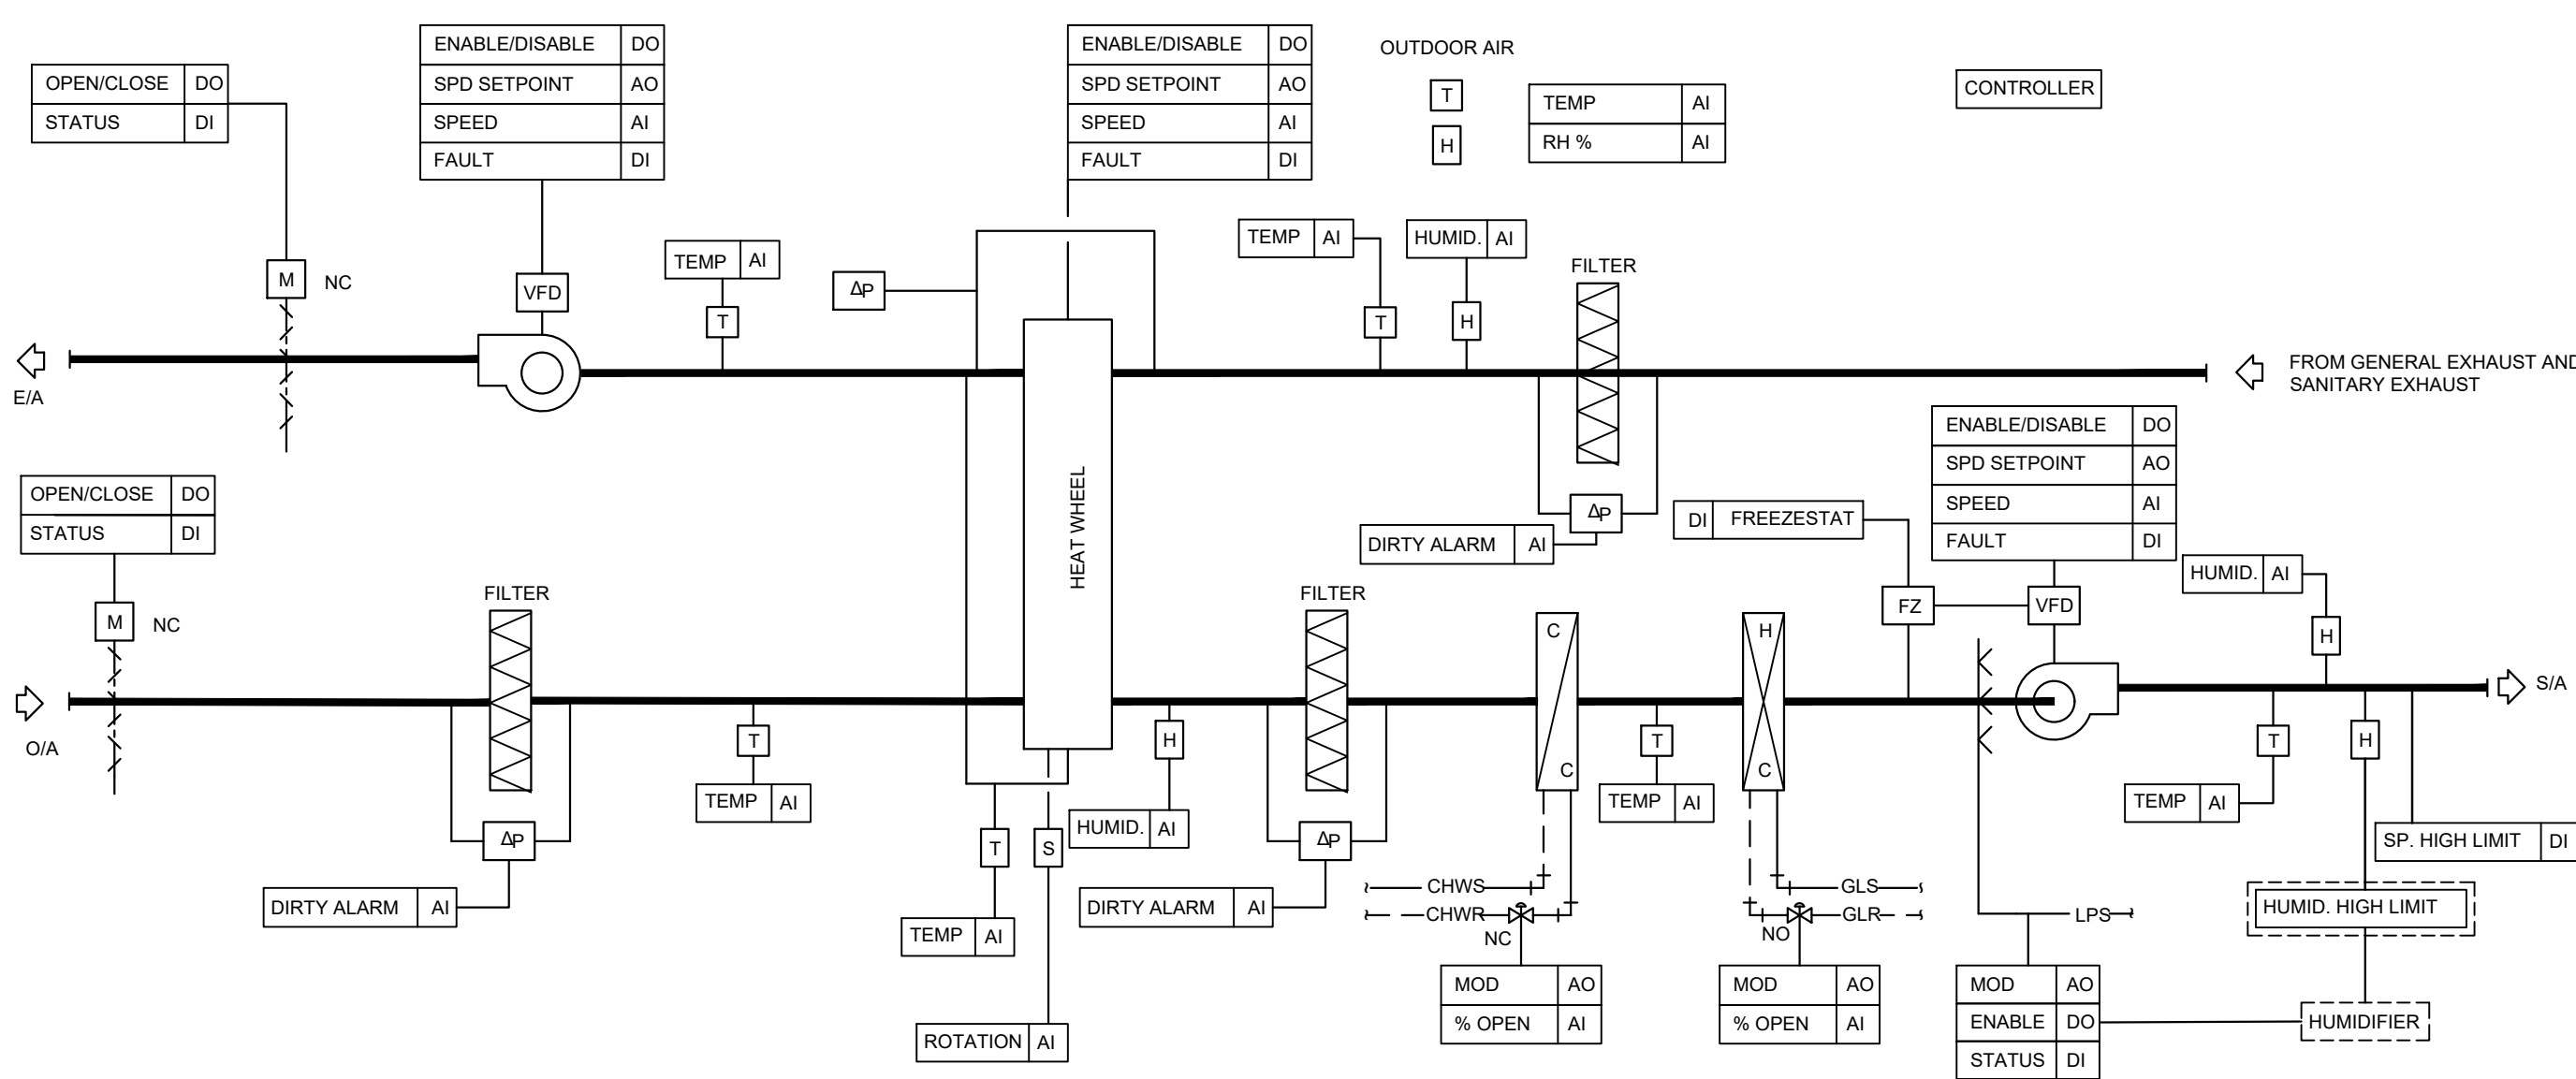 ENABLE/DISABLE DO
SPD SETPOINT AO
SPEED AI
FAULT DI
ENABLE/DISABLE DO
SPD SETPOINT AO
SPEED AI
FAULT DI
OUTDOOR AIR
T
H
TEMP AI
RH % AI
CONTROLLER
OPEN/CLOSE DO
STATUS DI
M NC
VFD
TEMP AI
T
ΔP
TEMP AI
T
HUMID. AI
H
FILTER
E/A
FROM GENERAL EXHAUST AND
SANITARY EXHAUST
HEAT WHEEL
ΔP
DIRTY ALARM AI
DI FREEZESTAT
ENABLE/DISABLE DO
SPD SETPOINT AO
SPEED AI
FAULT DI
FZ
VFD
HUMID. AI
H
OPEN/CLOSE DO
STATUS DI
M NC
O/A
FILTER
ΔP
DIRTY ALARM AI
T
TEMP AI
T
TEMP AI
S
ROTATION AI
H
HUMID. AI
FILTER
ΔP
DIRTY ALARM AI
C
C
T
TEMP AI
H
C
S/A
T
TEMP AI
H
SP. HIGH LIMIT DI
CHWS
CHWR
NC
MOD AO
% OPEN AI
GLS
GLR
NO
MOD AO
% OPEN AI
LPS
MOD AO
ENABLE DO
STATUS DI
HUMID. HIGH LIMIT
HUMIDIFIER